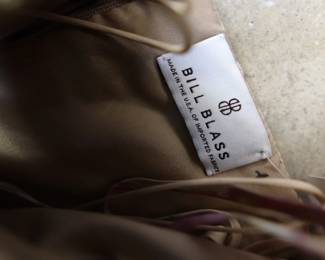 BB
BILL BLASS
MADE IN THE U.S.A. OF IMPORTED FABRIC